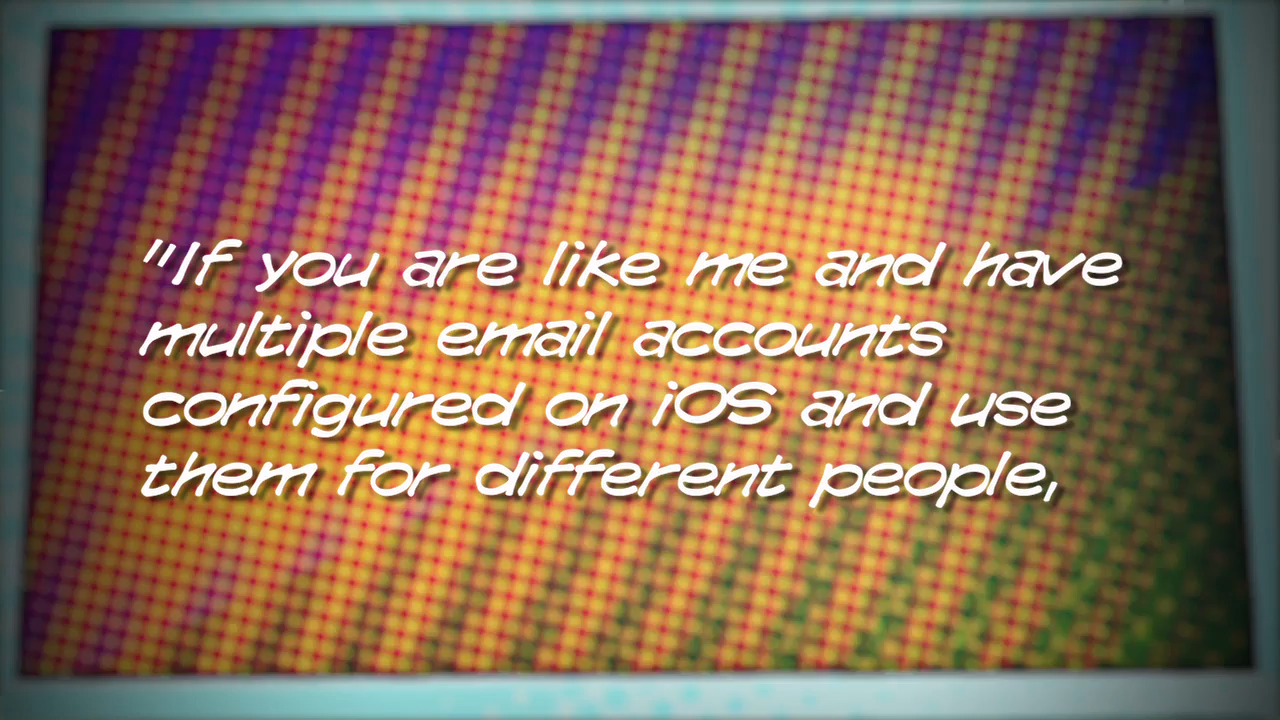 "If you are like me and have
multiple email accounts
configured on iOS and use
them for different people,